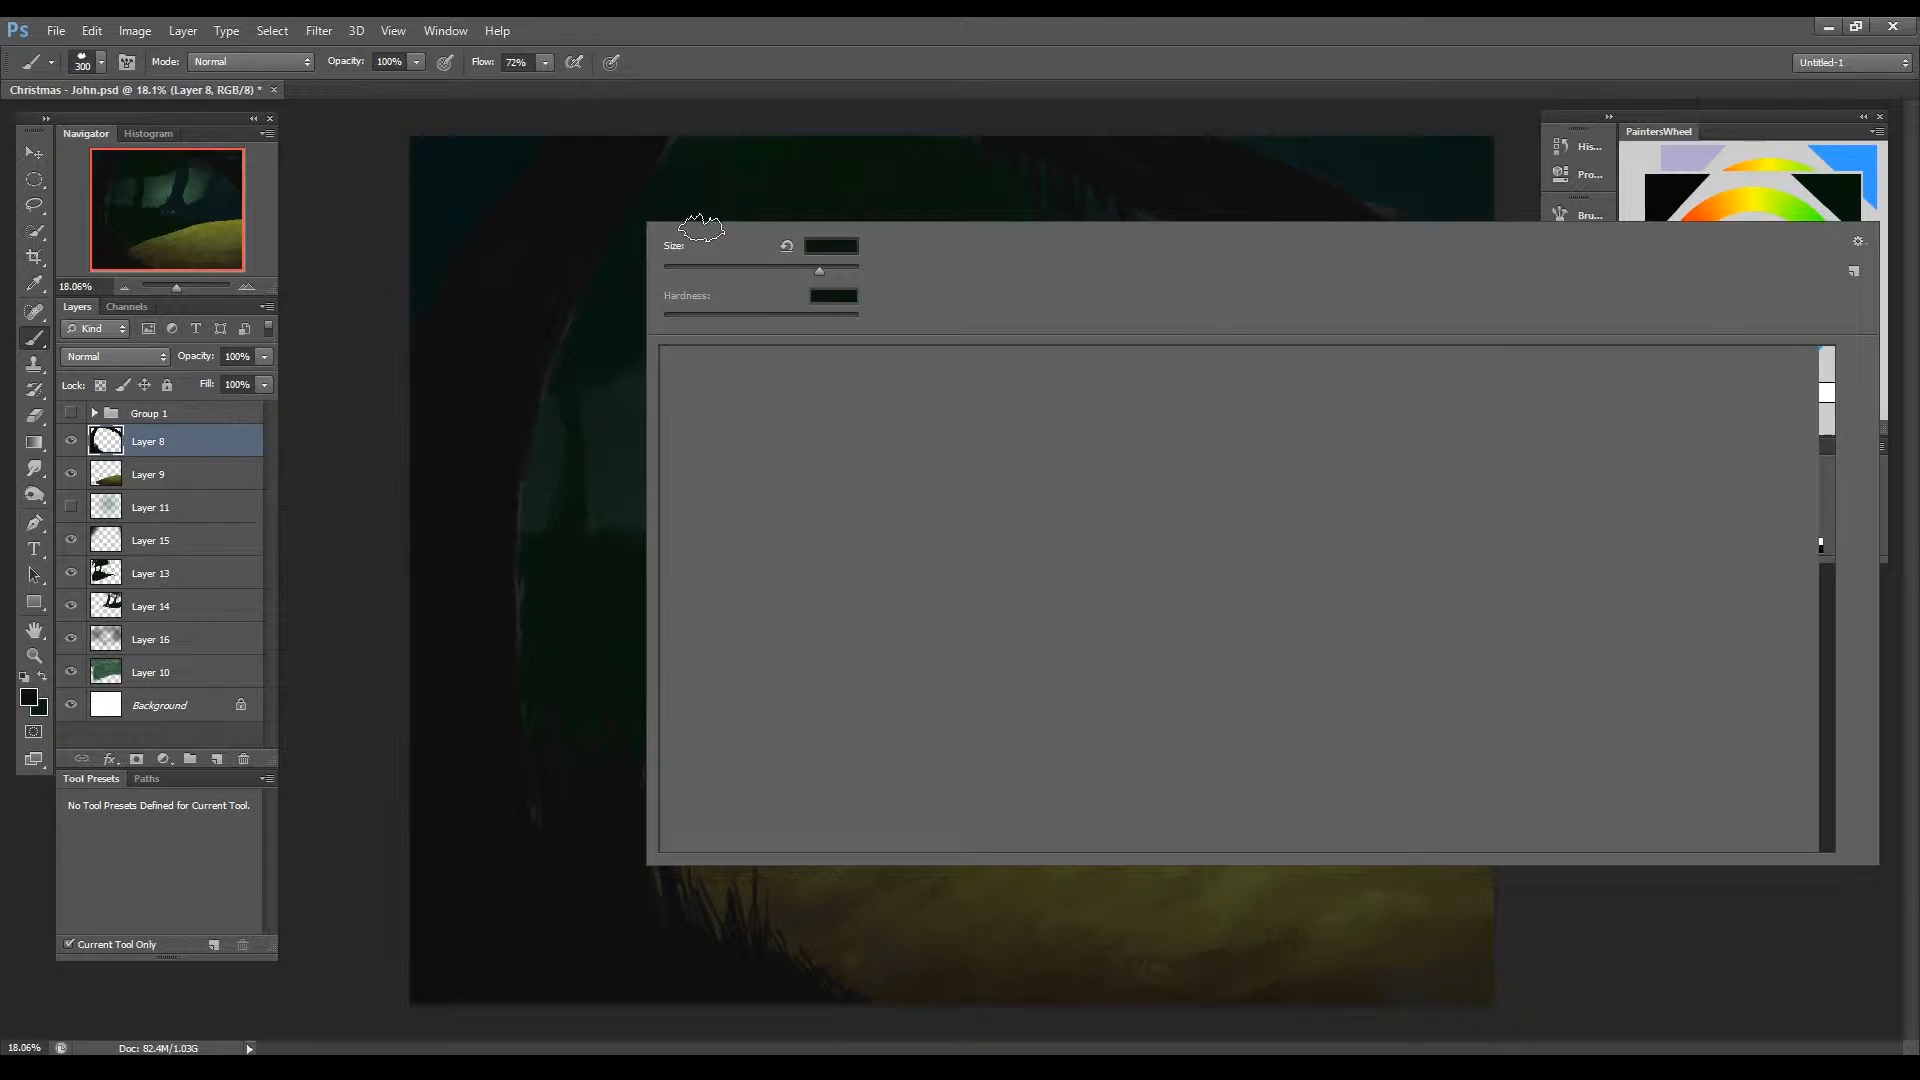 Ps File Edit Image Layer Type Select Filter 3D View Window Help
300 Mode: Normal Opacity: 100% Flow: 72% Untitled-1
Christmas - John.psd @ 18.1% (Layer 8, RGB/8) *
Navigator Histogram
PaintersWheel
His...
Pro...
Bru...
Size:
Hardness:
18.06%
Layers Channels
Kind
Normal Opacity: 100%
Lock: Fill: 100%
Group 1
Layer 8
Layer 9
Layer 11
Layer 15
Layer 13
Layer 14
Layer 16
Layer 10
Background
Tool Presets Paths
No Tool Presets Defined for Current Tool.
Current Tool Only
18.06% Doc: 82.4M/1.03G